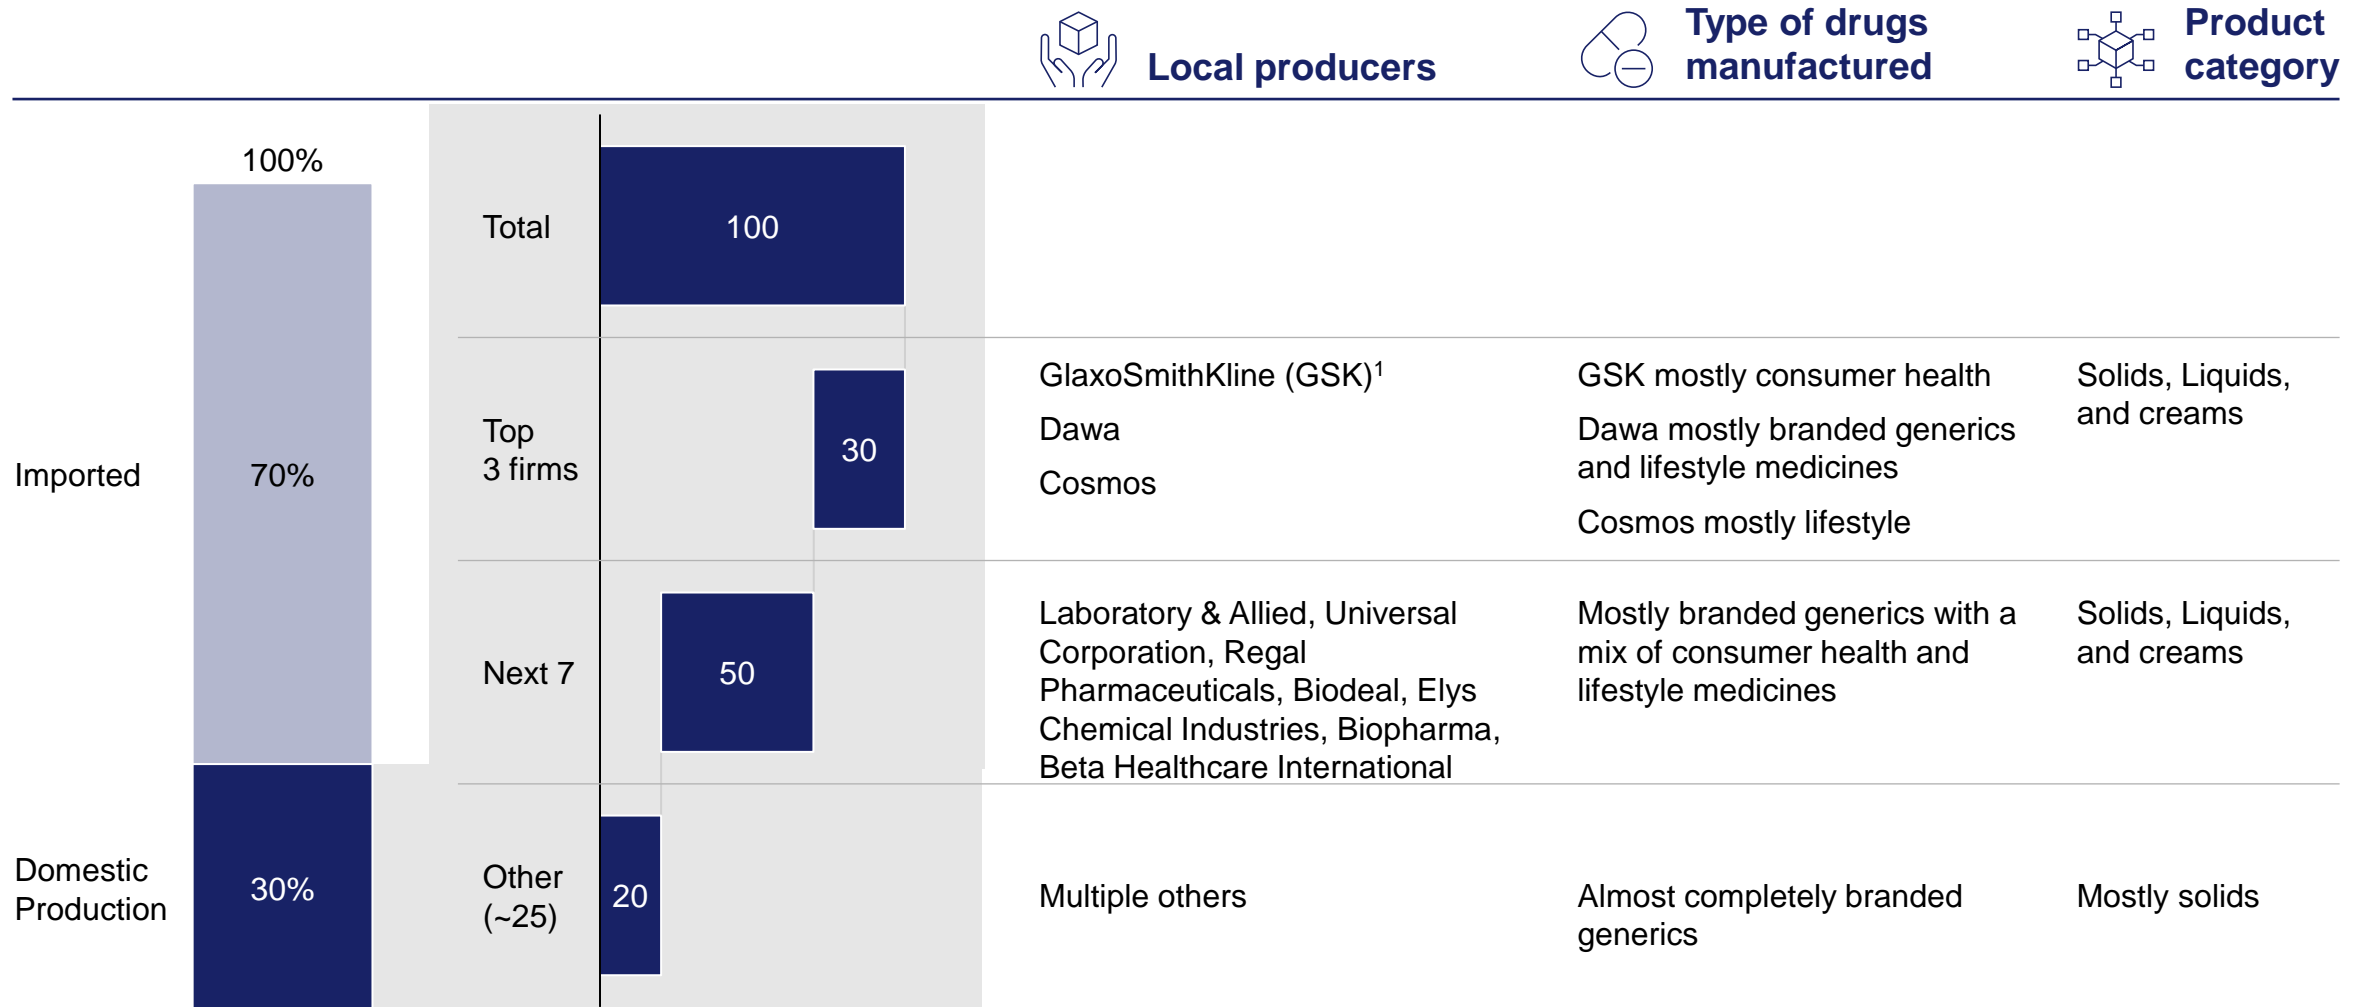 Local producers
Type of drugs
manufactured
Product
category
100%
Imported
70%
Domestic
Production
30%
Total
100
Top
3 firms
30
GlaxoSmithKline (GSK)¹
Dawa
Cosmos
GSK mostly consumer health
Dawa mostly branded generics
and lifestyle medicines
Cosmos mostly lifestyle
Solids, Liquids,
and creams
Next 7
50
Laboratory & Allied, Universal
Corporation, Regal
Pharmaceuticals, Biodeal, Elys
Chemical Industries, Biopharma,
Beta Healthcare International
Mostly branded generics with a
mix of consumer health and
lifestyle medicines
Solids, Liquids,
and creams
Other
(~25)
20
Multiple others
Almost completely branded
generics
Mostly solids